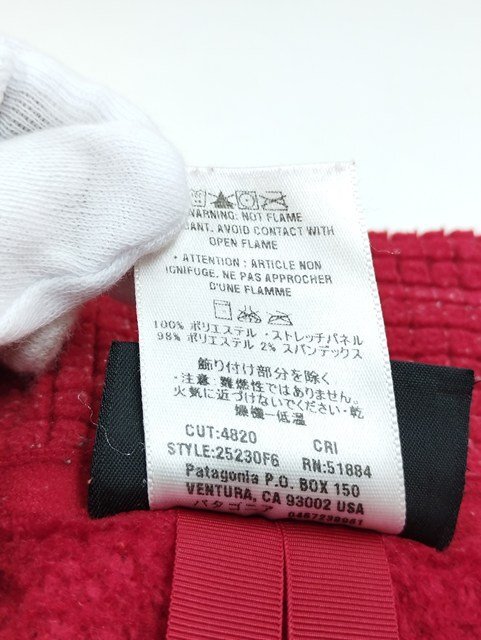 WARNING: NOT FLAME
AVOID CONTACT WITH
OPEN FLAME
• ATTENTION : ARTICLE NON
IGNIFUGE. NE PAS APPROCHER
D'UNE FLAMME
100% ポリエステル・ストレッチパネル
98% ポリエステル 2% スパンデックス
飾り付け部分を除く
・注意：難燃性ではありません。
火気に近づけないでください・乾
燥機ー低温
CUT:4820 CRI
STYLE:25230F6 RN:51884
Patagonia P.O. BOX 150
VENTURA, CA 93002 USA
パタゴニア